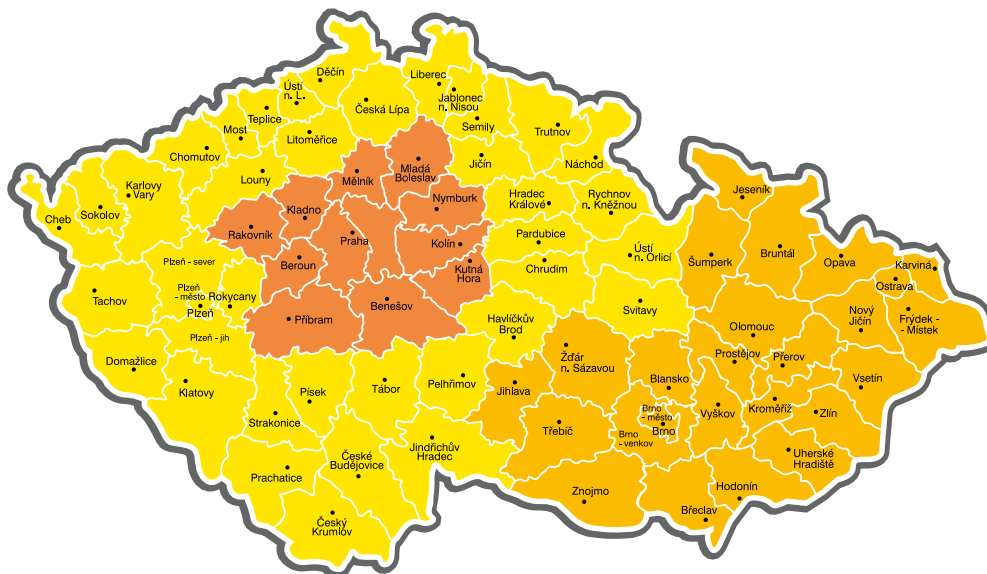 Děčín
Ústí
n. L.
Liberec
Jablonec
n. Nisou
Teplice
Česká Lípa
Semily
Trutnov
Most
Litoměřice
Chomutov
Jičín
Náchod
Louny
Mělník
Mladá
Boleslav
Karlovy
Vary
Sokolov
Cheb
Kladno
Nymburk
Hradec
Králové
Rychnov
n. Kněžnou
Jeseník
Rakovník
Praha
Kolín
Pardubice
Ústí
n. Orlicí
Šumperk
Bruntál
Opava
Karviná
Ostrava
Plzeň - sever
Beroun
Kutná
Hora
Chrudim
Tachov
Plzeň
- město
Rokycany
Plzeň
Benešov
Příbram
Havlíčkův
Brod
Svitavy
Nový
Jičín
Frýdek -
- Místek
Plzeň - jih
Olomouc
Domažlice
Žďár
n. Sázavou
Prostějov
Přerov
Klatovy
Písek
Tábor
Pelhřimov
Jihlava
Blansko
Vsetín
Strakonice
Brno
- město
Brno
Vyškov
Kroměříž
Zlín
Třebíč
Brno
- venkov
Jindřichův
Hradec
České
Budějovice
Prachatice
Uherské
Hradiště
Znojmo
Hodonín
Břeclav
Český
Krumlov